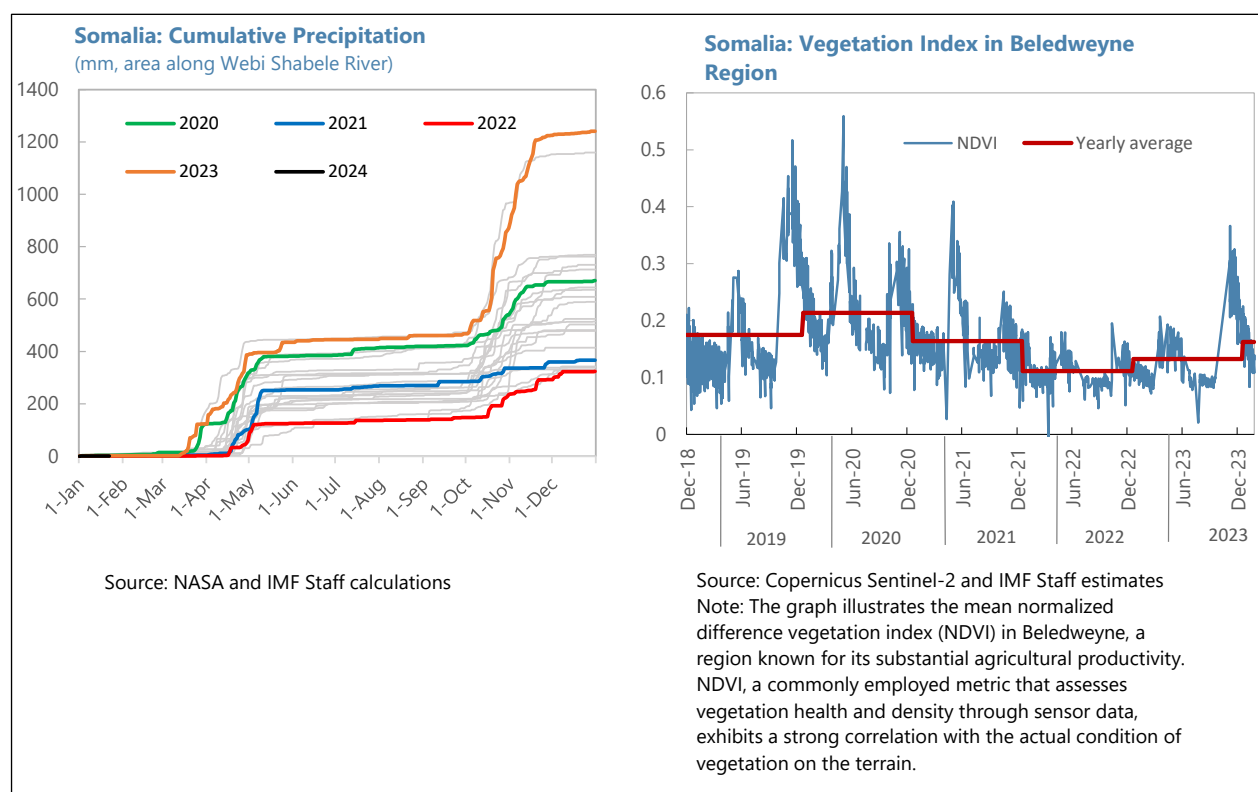 Somalia: Cumulative Precipitation
(mm, area along Webi Shabele River)
1400
1200
1000
800
600
400
200
0
2020
2021
2022
2023
2024
1-Jan
1-Feb
1-Mar
1-Apr
1-May
1-Jun
1-Jul
1-Aug
1-Sep
1-Oct
1-Nov
1-Dec
Source: NASA and IMF Staff calculations
Somalia: Vegetation Index in Beledweyne
Region
0.6
0.5
0.4
0.3
0.2
0.1
0
NDVI
Yearly average
Dec-18
Jun-19
Dec-19
Jun-20
Dec-20
Jun-21
Dec-21
Jun-22
Dec-22
Jun-23
Dec-23
2019
2020
2021
2022
2023
Source: Copernicus Sentinel-2 and IMF Staff estimates
Note: The graph illustrates the mean normalized
difference vegetation index (NDVI) in Beledweyne, a
region known for its substantial agricultural productivity.
NDVI, a commonly employed metric that assesses
vegetation health and density through sensor data,
exhibits a strong correlation with the actual condition of
vegetation on the terrain.